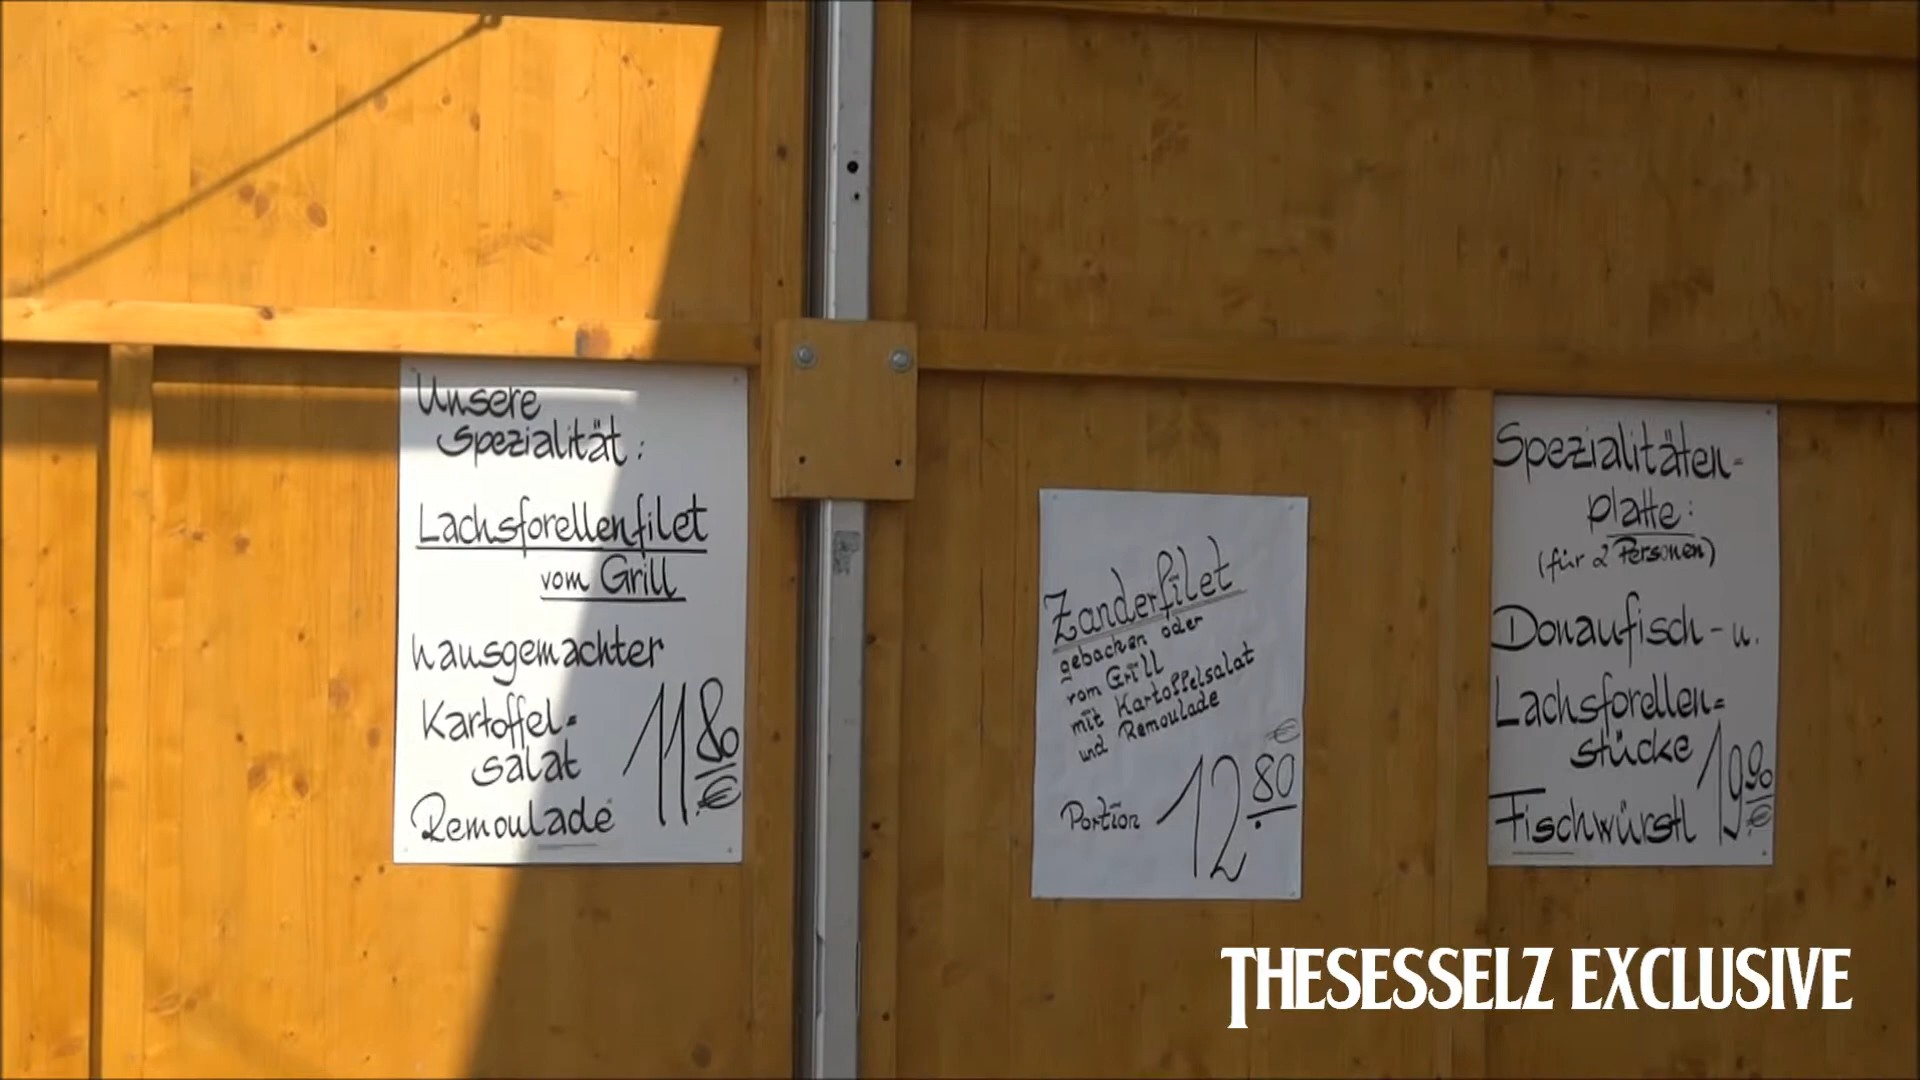 Unsere
Spezialität:
Lachsforellenfilet
vom Grill
hausgemachter
Kartoffel=
salat
Remoulade
11 80
€
Zanderfilet
gebacken oder
vom Grill
mit Kartoffelsalat
und Remoulade
€
Portion 12.80
Spezialitäten=
platte:
(für 2 Personen)
Donaufisch- u.
Lachsforellen=
stücke
Fischwürstl
19 90
€
THESESSELZ EXCLUSIVE